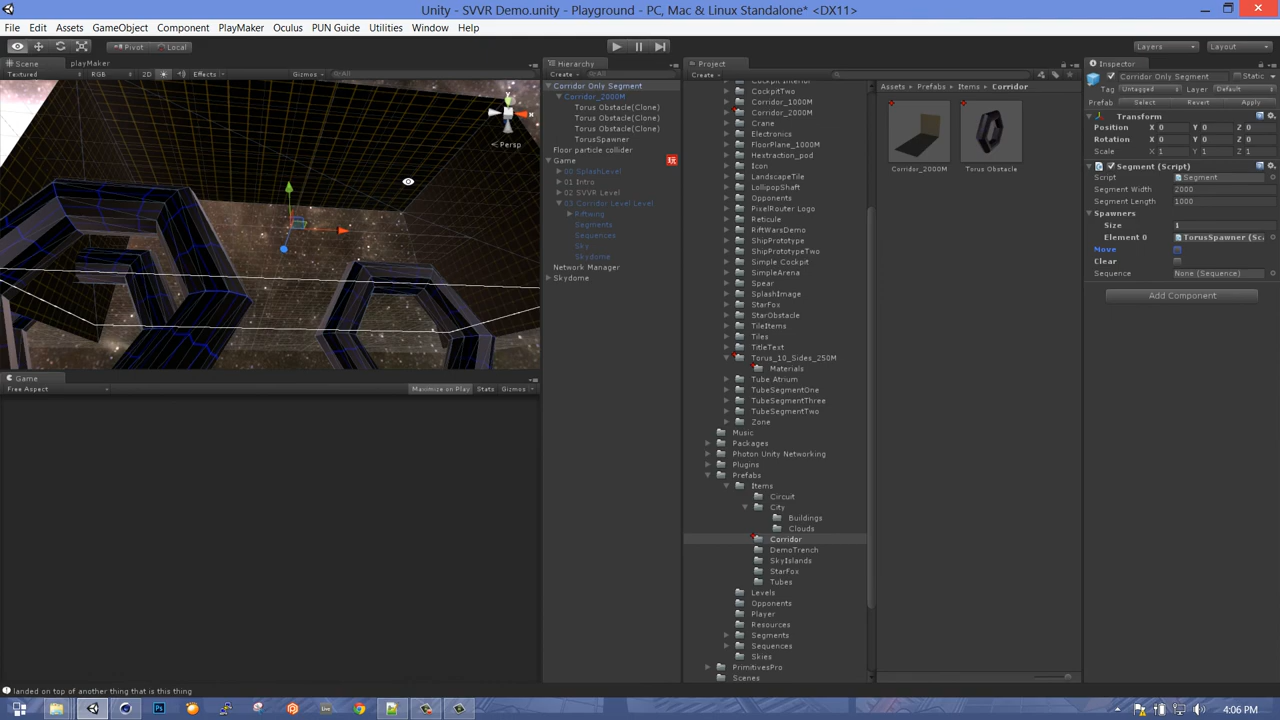 Unity - SVVR Demo.unity - Playground - PC, Mac & Linux Standalone* <DX11>
File Edit Assets GameObject Component PlayMaker Oculus PUN Guide Utilities Window Help
Pivot Local
Layers
Layout
Scene
playMaker
Textured RGB 2D Effects Gizmos All
x
Persp
Game
Free Aspect Maximize on Play Stats Gizmos
Hierarchy
Create All
Corridor Only Segment
Corridor_2000M
Torus Obstacle(Clone)
Torus Obstacle(Clone)
Torus Obstacle(Clone)
TorusSpawner
Floor particle collider
Game
00 SplashLevel
01 Intro
02 SVVR Level
03 Corridor Level Level
Riftwing
Segments
Sequences
Sky
Skydome
Network Manager
Skydome
Project
Create
Cockpit Interior
CockpitTwo
Corridor_1000M
Corridor_2000M
Crane
Electronics
FloorPlane_1000M
Hextraction_pod
Icon
LandscapeTile
LollipopShaft
Opponents
PixelRouter Logo
Reticule
RiftWarsDemo
ShipPrototype
ShipPrototypeTwo
Simple Cockpit
SimpleArena
Spear
SplashImage
StarFox
StarObstacle
TileItems
Tiles
TitleText
Torus_10_Sides_250M
Materials
Tube Atrium
TubeSegmentOne
TubeSegmentThree
TubeSegmentTwo
Zone
Music
Packages
Photon Unity Networking
Plugins
Prefabs
Items
Circuit
City
Buildings
Clouds
Corridor
DemoTrench
SkyIslands
StarFox
Tubes
Levels
Opponents
Player
Resources
Segments
Sequences
Skies
PrimitivesPro
Scenes
Assets Prefabs Items Corridor
Corridor_2000M
Torus Obstacle
Inspector
Corridor Only Segment Static
Tag Untagged Layer Default
Prefab Select Revert Apply
Transform
Position X 0 Y 0 Z 0
Rotation X 0 Y 0 Z 0
Scale X 1 Y 1 Z 1
Segment (Script)
Script Segment
Segment Width 2000
Segment Length 1000
Spawners
Size 1
Element 0 TorusSpawner (Sc
Move
Clear
Sequence None (Sequence)
Add Component
landed on top of another thing that is this thing
4:06 PM